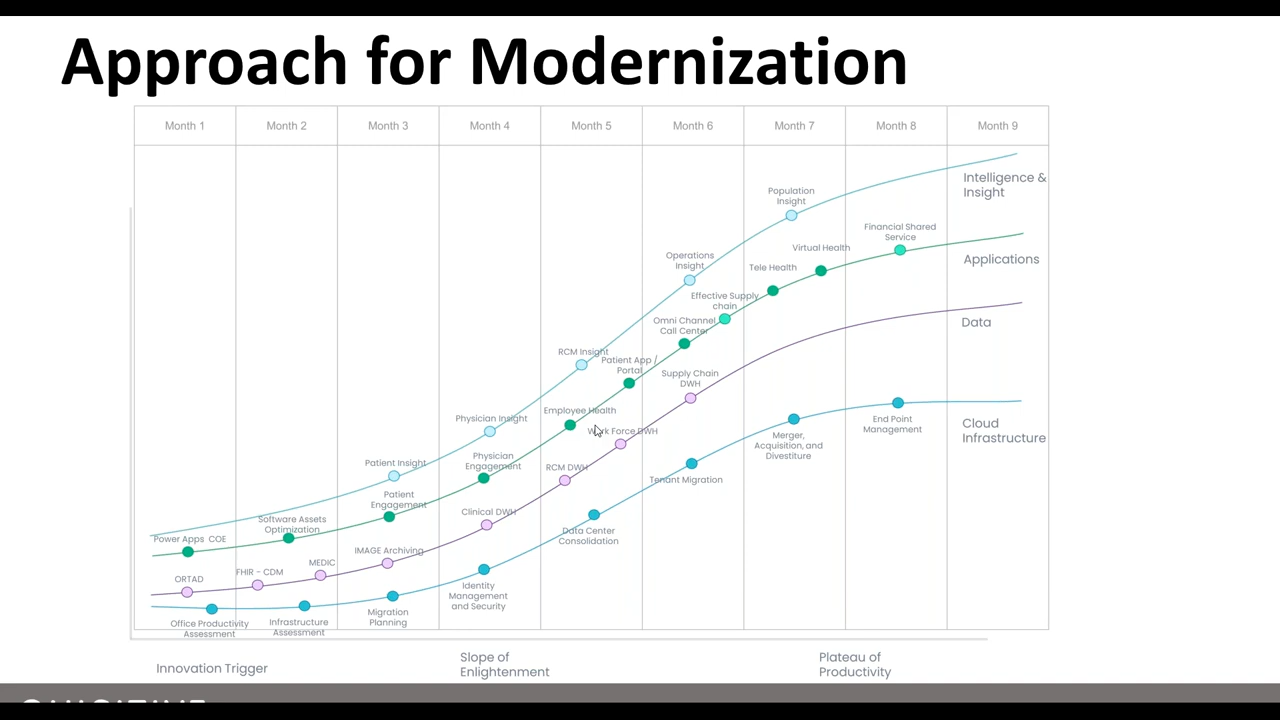 Approach for Modernization
Month 1
Month 2
Month 3
Month 4
Month 5
Month 6
Month 7
Month 8
Month 9
Intelligence &
Insight
Population
Insight
Operations
Insight
RCM Insight
Physician Insight
Patient Insight
Financial Shared
Service
Virtual Health
Tele Health
Applications
Effective Supply
chain
Omni Channel
Call Center
Patient App /
Portal
Employee Health
Physician
Engagement
Patient
Engagement
Software Assets
Optimization
Power Apps COE
Data
Supply Chain
DWH
Work Force DWH
RCM DWH
Clinical DWH
IMAGE Archiving
MEDIC
FHIR - CDM
ORTAD
Cloud
Infrastructure
End Point
Management
Merger,
Acquisition, and
Divestiture
Tenant Migration
Data Center
Consolidation
Identity
Management
and Security
Migration
Planning
Infrastructure
Assessment
Office Productivity
Assessment
Innovation Trigger
Slope of
Enlightenment
Plateau of
Productivity